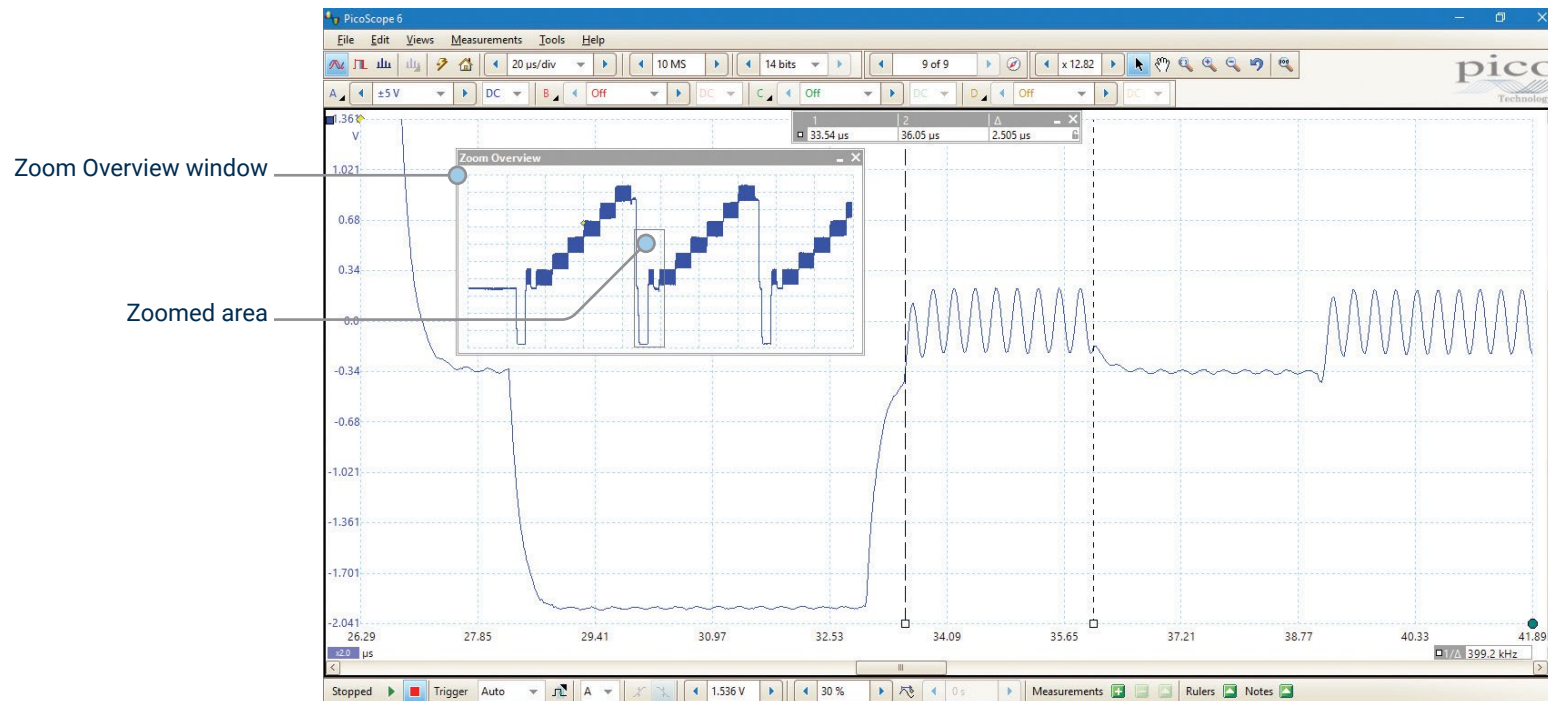 PicoScope 6
File Edit Views Measurements Tools Help
20 µs/div 10 MS 14 bits 9 of 9 x 12.82
pico
Technology
A ±5 V DC B Off DC C Off DC D Off DC
1 2 Δ
33.54 µs 36.05 µs 2.505 µs
1.361
V
Zoom Overview
Zoom Overview window
1.021
0.68
0.34
Zoomed area
0.0
-0.34
-0.68
-1.021
-1.361
-1.701
-2.041
26.29 27.85 29.41 30.97 32.53 34.09 35.65 37.21 38.77 40.33 41.89
x2.0 µs
1/Δ 399.2 kHz
Stopped Trigger Auto A 1.536 V 30 % 0 s Measurements Rulers Notes